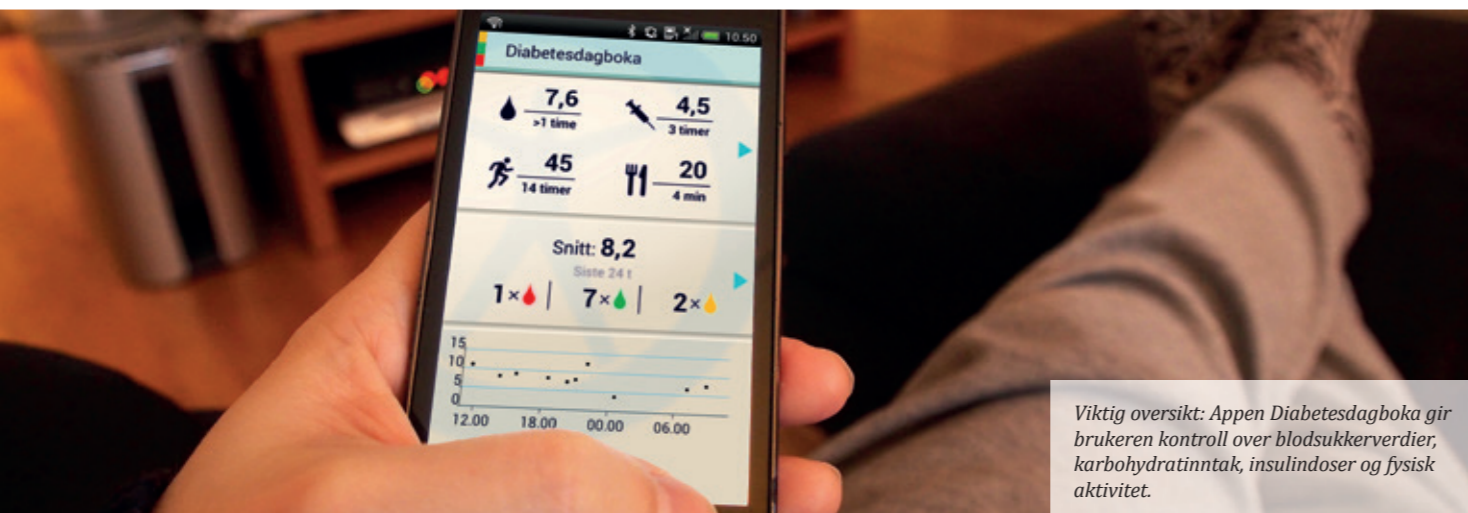 10.50
Diabetesdagboka
7,6
>1 time
4,5
3 timer
45
14 timer
20
4 min
Snitt: 8,2
Siste 24 t
1× | 7× | 2×
15
10
5
0
12.00 18.00 00.00 06.00
Viktig oversikt: Appen Diabetesdagboka gir
brukeren kontroll over blodsukkerverdier,
karbohydratinntak, insulindoser og fysisk
aktivitet.